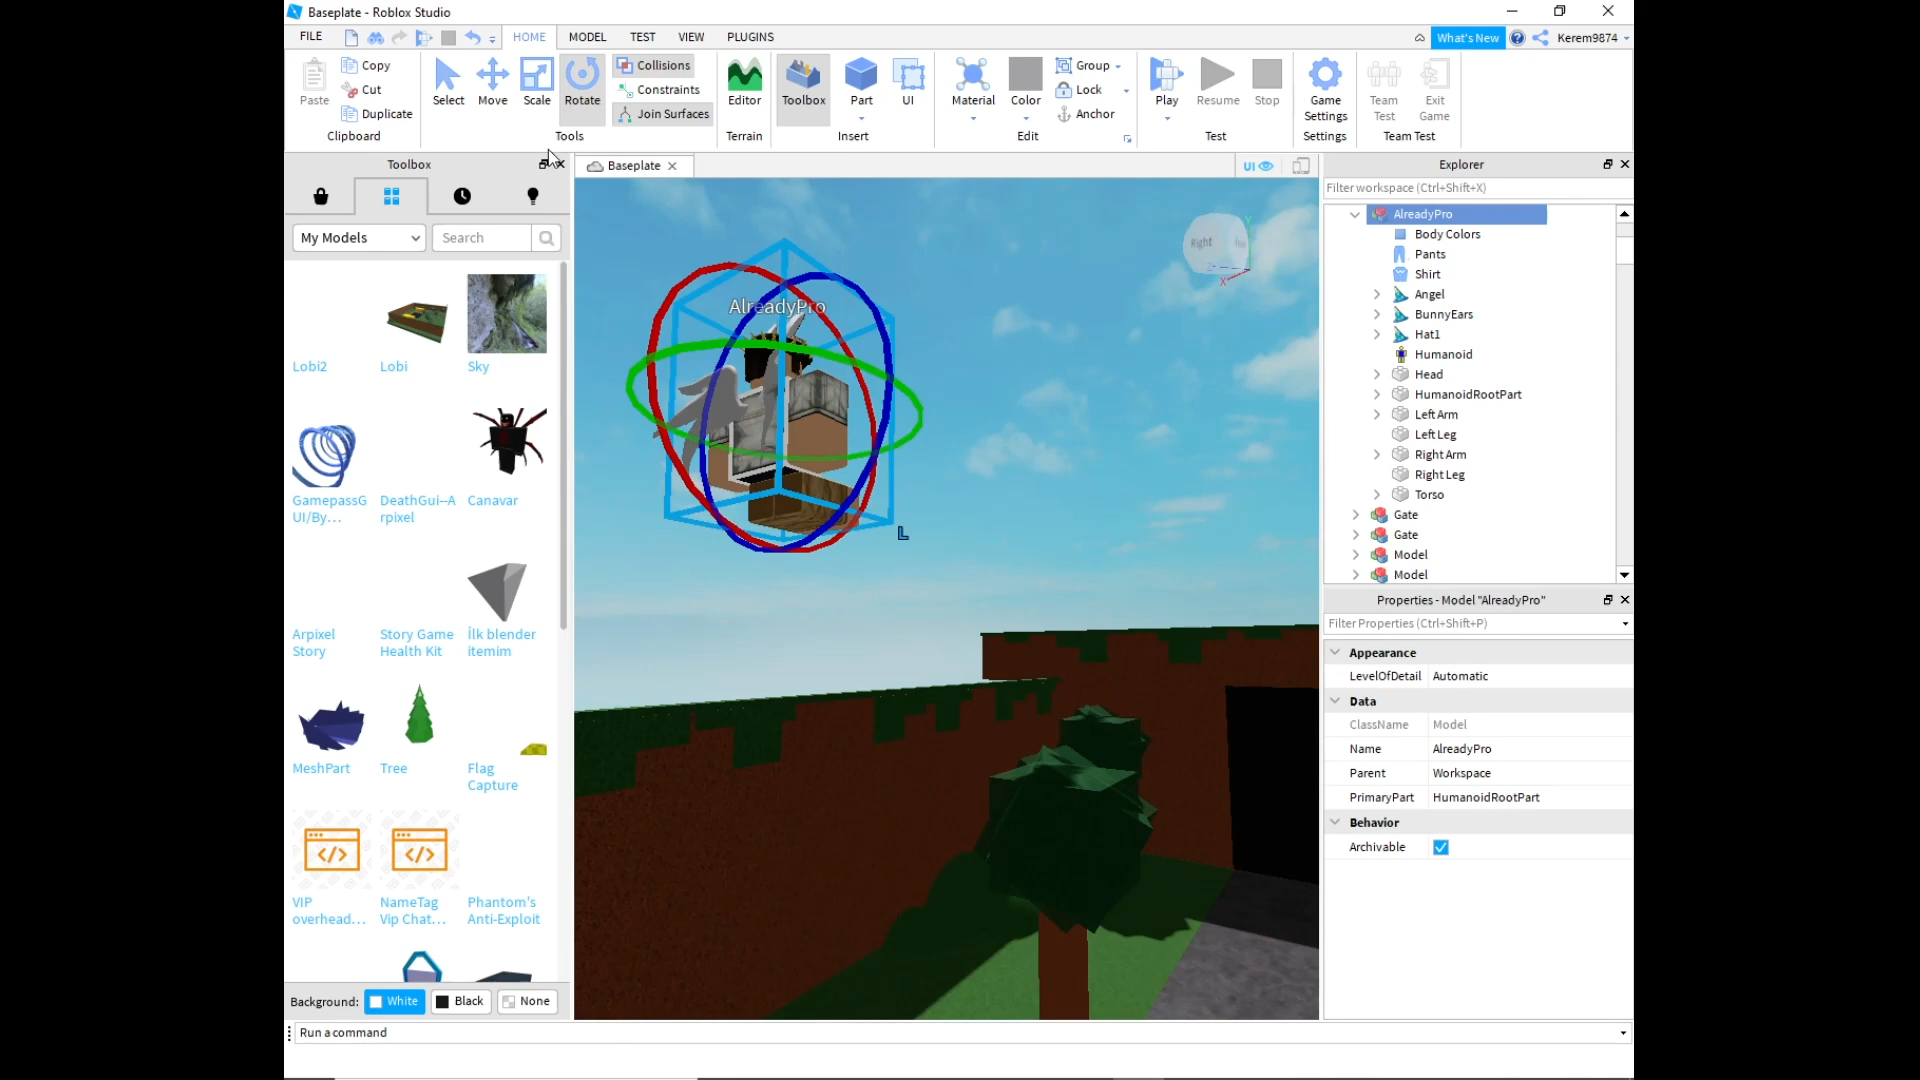 Baseplate - Roblox Studio
FILE
HOME
MODEL
TEST
VIEW
PLUGINS
What's New
Kerem9874
Paste
Copy
Cut
Duplicate
Clipboard
Select
Move
Scale
Rotate
Collisions
Constraints
Join Surfaces
Tools
Editor
Terrain
Toolbox
Part
UI
Insert
Material
Color
Group
Lock
Anchor
Edit
Play
Resume
Stop
Test
Game
Settings
Settings
Team
Test
Exit
Game
Team Test
Toolbox
My Models
Search
Lobi2
Lobi
Sky
GamepassG
UI/By...
DeathGui--A
rpixel
Canavar
Arpixel
Story
Story Game
Health Kit
İlk blender
itemim
MeshPart
Tree
Flag
Capture
VIP
overhead...
NameTag
Vip Chat...
Phantom's
Anti-Exploit
Background:
White
Black
None
Baseplate
UI
AlreadyPro
Right
Y
Z
X
L
Explorer
Filter workspace (Ctrl+Shift+X)
AlreadyPro
Body Colors
Pants
Shirt
Angel
BunnyEars
Hat1
Humanoid
Head
HumanoidRootPart
Left Arm
Left Leg
Right Arm
Right Leg
Torso
Gate
Gate
Model
Model
Properties - Model "AlreadyPro"
Filter Properties (Ctrl+Shift+P)
Appearance
LevelOfDetail Automatic
Data
ClassName Model
Name AlreadyPro
Parent Workspace
PrimaryPart HumanoidRootPart
Behavior
Archivable
Run a command